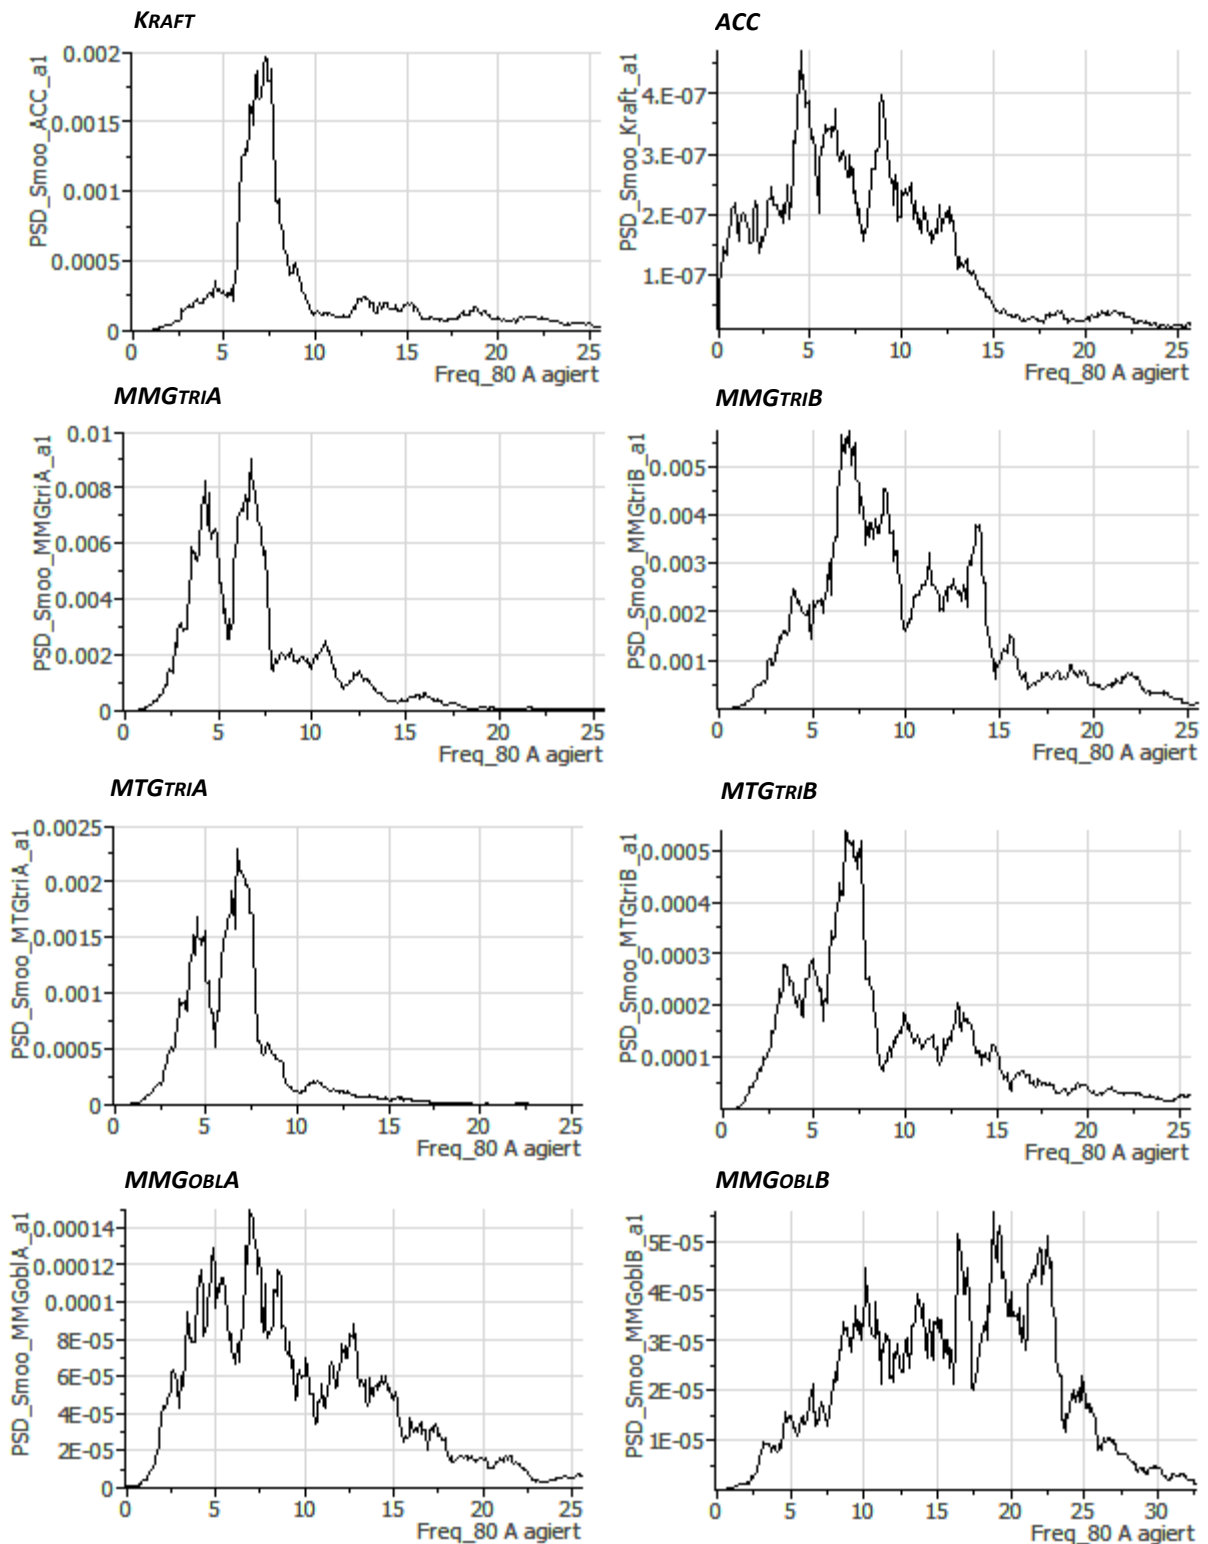 KRAFT
PSD_Smoo_ACC_a1
0.002
0.0015
0.001
0.0005
0
0 5 10 15 20 25
Freq_80 A agiert
ACC
PSD_Smoo_Kraft_a1
4.E-07
3.E-07
2.E-07
1.E-07
0 5 10 15 20 25
Freq_80 A agiert
MMGTRIA
PSD_Smoo_MMGtriA_a1
0.01
0.008
0.006
0.004
0.002
0
0 5 10 15 20 25
Freq_80 A agiert
MMGTRIB
PSD_Smoo_MMGtriB_a1
0.005
0.004
0.003
0.002
0.001
0 5 10 15 20 25
Freq_80 A agiert
MTGTRIA
PSD_Smoo_MTGtriA_a1
0.0025
0.002
0.0015
0.001
0.0005
0
0 5 10 15 20 25
Freq_80 A agiert
MTGTRIB
PSD_Smoo_MTGtriB_a1
0.0005
0.0004
0.0003
0.0002
0.0001
0 5 10 15 20 25
Freq_80 A agiert
MMGOBLA
PSD_Smoo_MMGoblA_a1
0.00014
0.00012
0.0001
8E-05
6E-05
4E-05
2E-05
0
0 5 10 15 20 25
Freq_80 A agiert
MMGOBLB
PSD_Smoo_MMGoblB_a1
5E-05
4E-05
3E-05
2E-05
1E-05
0 5 10 15 20 25 30
Freq_80 A agiert